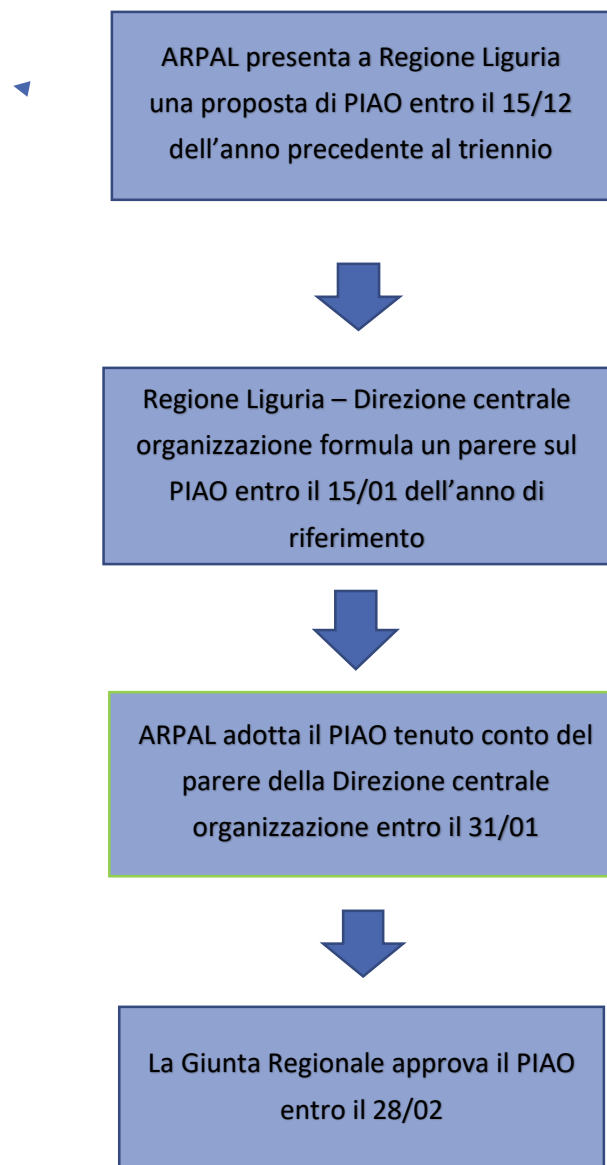 ARPAL presenta a Regione Liguria
una proposta di PIAO entro il 15/12
dell’anno precedente al triennio
Regione Liguria – Direzione centrale
organizzazione formula un parere sul
PIAO entro il 15/01 dell’anno di
riferimento
ARPAL adotta il PIAO tenuto conto del
parere della Direzione centrale
organizzazione entro il 31/01
La Giunta Regionale approva il PIAO
entro il 28/02